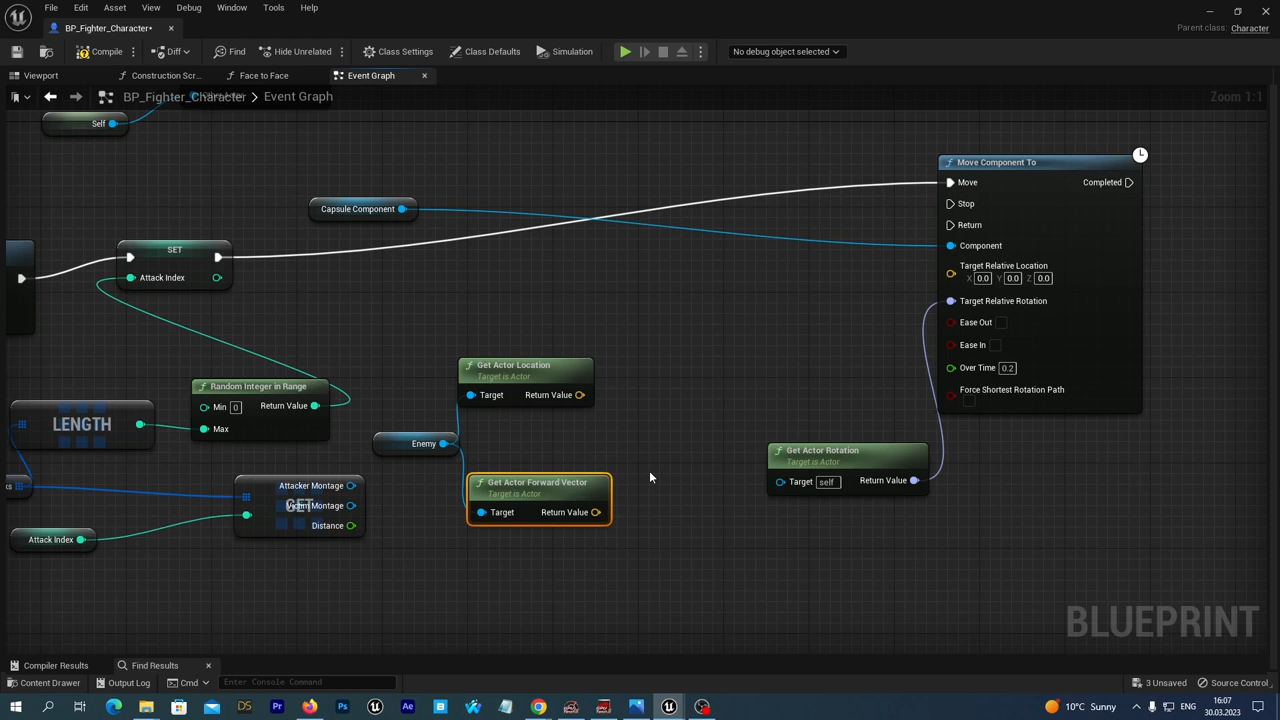 File Edit Asset View Debug Window Tools Help
BP_Fighter_Character*
Parent class: Character
Compile Diff Find Hide Unrelated Class Settings Class Defaults Simulation No debug object selected
Viewport Construction Scr... Face to Face Event Graph
BP_Fighter_Character > Event Graph
Zoom 1:1
Self
Move Component To
Move Completed
Stop
Return
Component
Target Relative Location
X 0.0 Y 0.0 Z 0.0
Target Relative Rotation
Ease Out
Ease In
Over Time 0.2
Force Shortest Rotation Path
Capsule Component
SET
Attack Index
Get Actor Location
Target is Actor
Target Return Value
Random Integer in Range
Min 0 Return Value
Max
LENGTH
Enemy
Get Actor Rotation
Target is Actor
Target self Return Value
Get Actor Forward Vector
Target is Actor
Target Return Value
ks
GET
Attacker Montage
Victim Montage
Distance
Attack Index
BLUEPRINT
Compiler Results Find Results
Content Drawer Output Log Cmd Enter Console Command 3 Unsaved Source Control
10°C Sunny ENG 16:07
30.03.2023